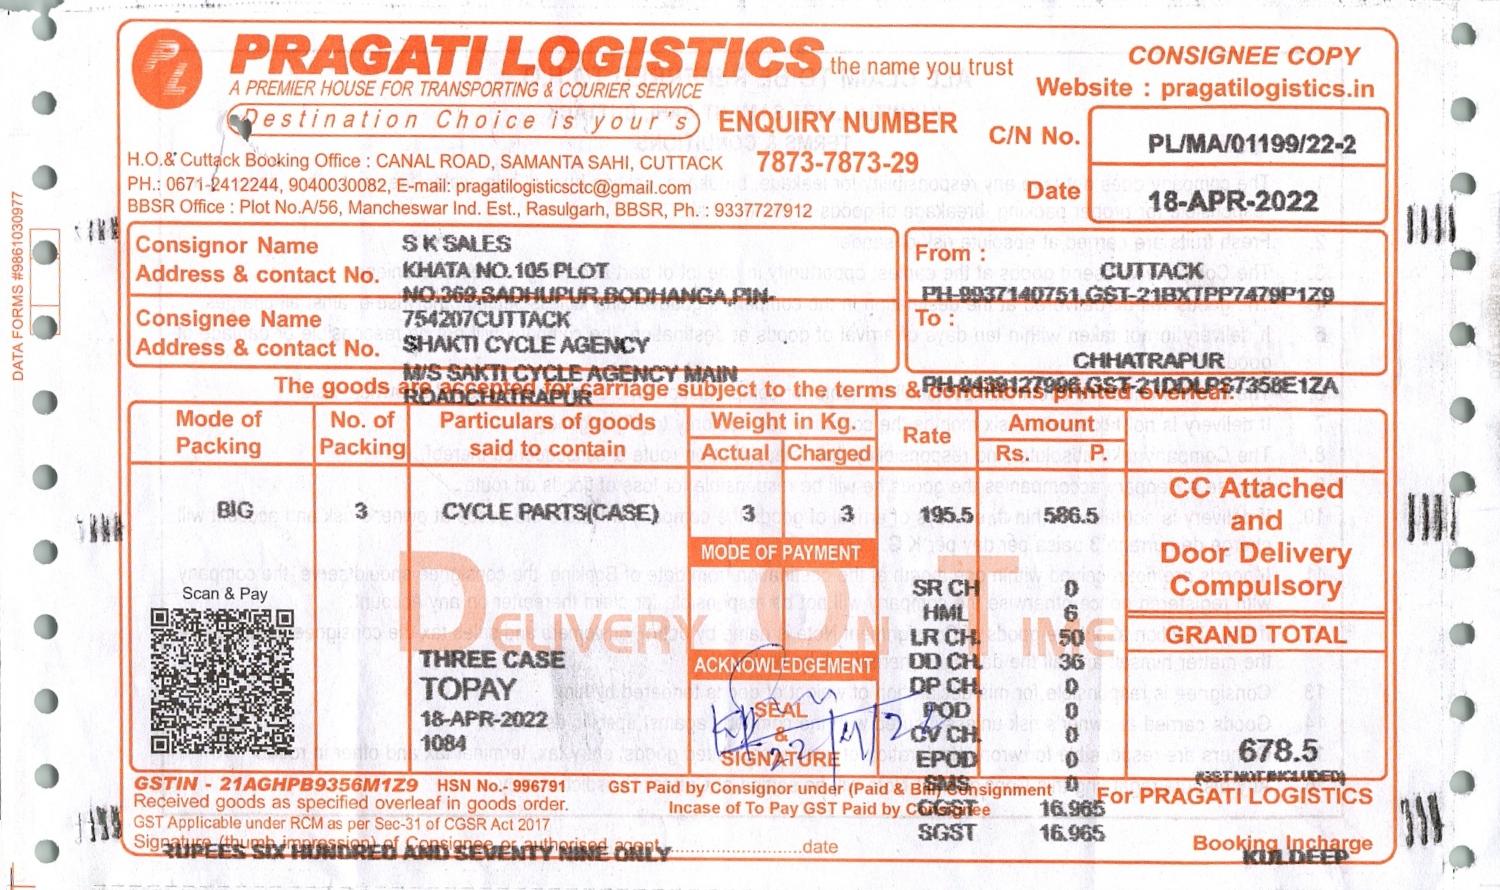 PRAGATI LOGISTICS the name you trust
A PREMIER HOUSE FOR TRANSPORTING & COURIER SERVICE
Destination Choice is your's
ENQUIRY NUMBER
7873-7873-29
CONSIGNEE COPY
Website : pragatilogistics.in
C/N No. PL/MA/01199/22-2
Date 18-APR-2022
H.O.& Cuttack Booking Office : CANAL ROAD, SAMANTA SAHI, CUTTACK
PH.: 0671-2412244, 9040030082, E-mail: pragatilogisticsctc@gmail.com
BBSR Office : Plot No.A/56, Mancheswar Ind. Est., Rasulgarh, BBSR, Ph. : 9337727912
DATA FORMS #9861030977
Consignor Name
Address & contact No.
S K SALES
KHATA NO.105 PLOT
NO.369,SADHUPUR,BODHANGA,PIN-
754207CUTTACK
Consignee Name
Address & contact No.
SHAKTI CYCLE AGENCY
M/S SAKTI CYCLE AGENCY MAIN
ROADCHATRAPUR
From :
CUTTACK
PH-9937140751,GST-21BXTPP7479P1Z9
To :
CHHATRAPUR
The goods are accepted for carriage subject to the terms & conditions printed overleaf.
Mode of Packing
No. of Packing
Particulars of goods said to contain
Weight in Kg.
Actual Charged
Rate
Amount
Rs. P.
BIG 3 CYCLE PARTS(CASE) 3 3 195.5 586.5
CC Attached
and
Door Delivery
Compulsory
GRAND TOTAL
678.5
(GST NOT INCLUDED)
MODE OF PAYMENT
DELIVERY ON TIME
Scan & Pay
THREE CASE
TOPAY
18-APR-2022
1084
ACKNOWLEDGEMENT
SEAL
&
SIGNATURE
SR CH 0
HML 6
LR CH. 50
DD CH. 36
DP CH 0
POD 0
CV CH. 0
EPOD 0
SMS 0
CGST 16.965
SGST 16.965
GSTIN - 21AGHPB9356M1Z9 HSN No.- 996791
GST Paid by Consignor under (Paid & Bill) Consignment
Incase of To Pay GST Paid by Consignee
Received goods as specified overleaf in goods order.
GST Applicable under RCM as per Sec-31 of CGSR Act 2017
Signature (thumb impression) of Consignee or authorised agent ........................date
RUPEES SIX HUNDRED AND SEVENTY NINE ONLY
For PRAGATI LOGISTICS
Booking Incharge
KULDEEP